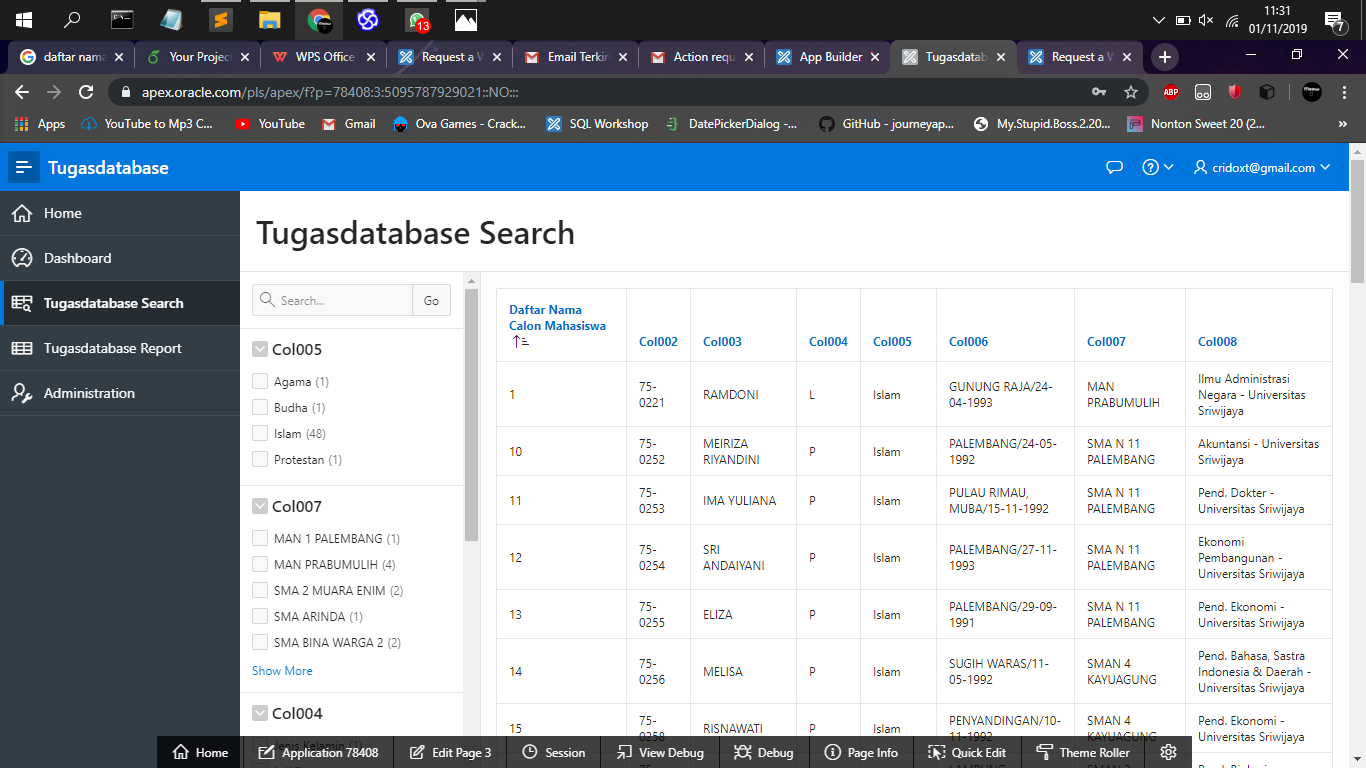 11:31
01/11/2019
13
7
daftar nama
Your Projec
WPS Office
Request a W
Email Terkin
Action requ
App Builder
Tugasdatab
Request a W
apex.oracle.com/pls/apex/f?p=78408:3:5095787929021::NO:::
ABP
Apps
YouTube to Mp3 C...
YouTube
Gmail
Ova Games - Crack...
SQL Workshop
DatePickerDialog -...
GitHub - journeyap...
My.Stupid.Boss.2.20...
Nonton Sweet 20 (2...
»
Tugasdatabase
cridoxt@gmail.com
Home
Dashboard
Tugasdatabase Search
Tugasdatabase Report
Administration
Tugasdatabase Search
Search...
Go
Col005
Agama (1)
Budha (1)
Islam (48)
Protestan (1)
Col007
MAN 1 PALEMBANG (1)
MAN PRABUMULIH (4)
SMA 2 MUARA ENIM (2)
SMA ARINDA (1)
SMA BINA WARGA 2 (2)
Show More
Col004
Jenis Kelamin (1)
Daftar Nama
Calon Mahasiswa
Col002
Col003
Col004
Col005
Col006
Col007
Col008
1
75-
0221
RAMDONI
L
Islam
GUNUNG RAJA/24-
04-1993
MAN
PRABUMULIH
Ilmu Administrasi
Negara - Universitas
Sriwijaya
10
75-
0252
MEIRIZA
RIYANDINI
P
Islam
PALEMBANG/24-05-
1992
SMA N 11
PALEMBANG
Akuntansi - Universitas
Sriwijaya
11
75-
0253
IMA YULIANA
P
Islam
PULAU RIMAU,
MUBA/15-11-1992
SMA N 11
PALEMBANG
Pend. Dokter -
Universitas Sriwijaya
12
75-
0254
SRI
ANDAIYANI
P
Islam
PALEMBANG/27-11-
1993
SMA N 11
PALEMBANG
Ekonomi
Pembangunan -
Universitas Sriwijaya
13
75-
0255
ELIZA
P
Islam
PALEMBANG/29-09-
1991
SMA N 11
PALEMBANG
Pend. Ekonomi -
Universitas Sriwijaya
14
75-
0256
MELISA
P
Islam
SUGIH WARAS/11-
05-1992
SMAN 4
KAYUAGUNG
Pend. Bahasa, Sastra
Indonesia & Daerah -
Universitas Sriwijaya
15
75-
0258
RISNAWATI
P
Islam
PENYANDINGAN/10-
11-1992
SMAN 4
KAYUAGUNG
Pend. Ekonomi -
Universitas Sriwijaya
Home
Application 78408
Edit Page 3
Session
View Debug
Debug
Page Info
Quick Edit
Theme Roller